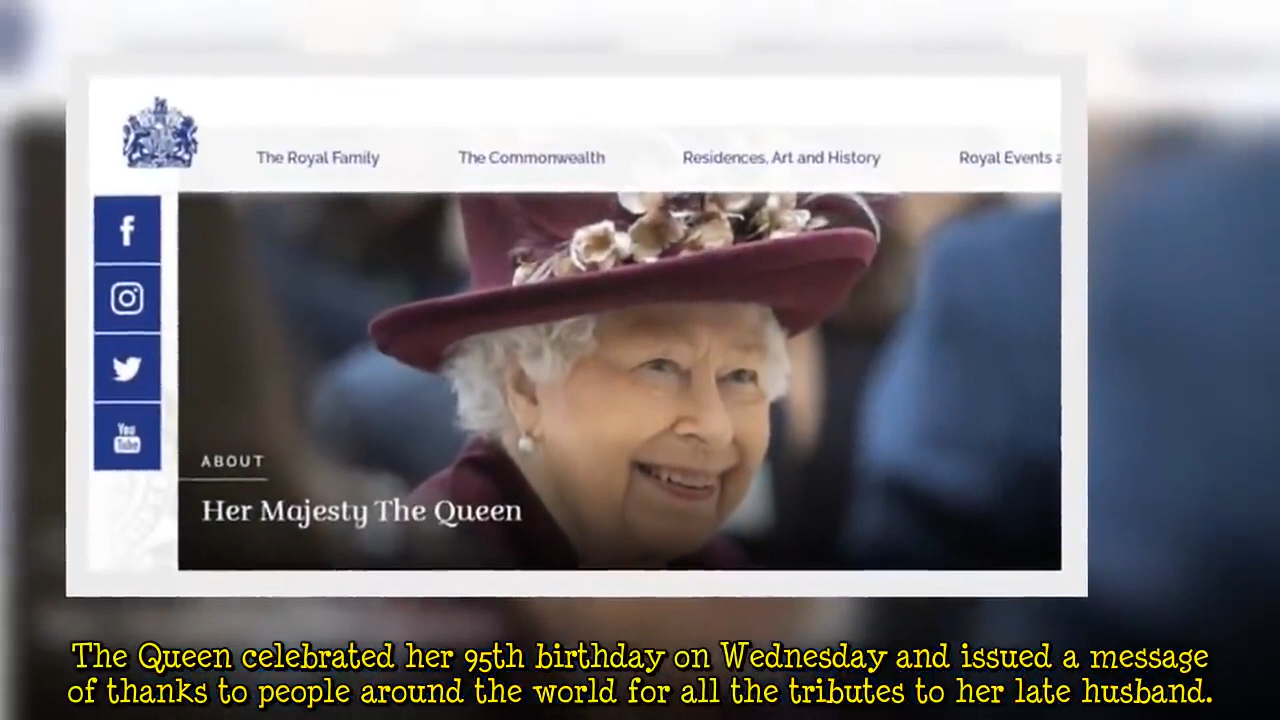 The Royal Family
The Commonwealth
Residences, Art and History
Royal Events a
f
You
Tube
ABOUT
Her Majesty The Queen
The Queen celebrated her 95th birthday on Wednesday and issued a message
of thanks to people around the world for all the tributes to her late husband.